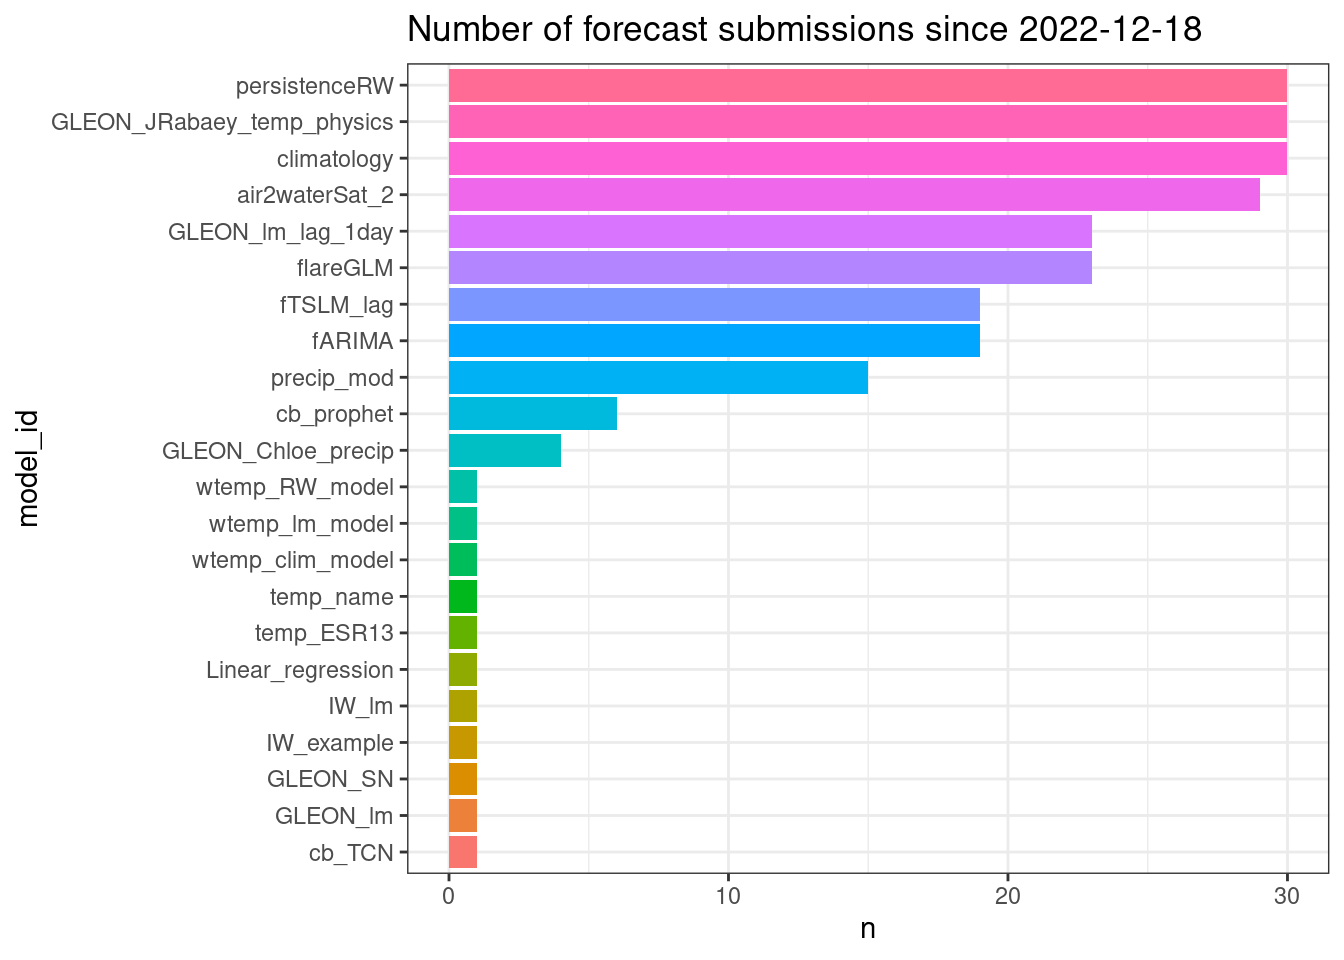 Number of forecast submissions since 2022-12-18
persistenceRW
GLEON_JRabaey_temp_physics
climatology
air2waterSat_2
GLEON_lm_lag_1day
flareGLM
fTSLM_lag
fARIMA
precip_mod
cb_prophet
GLEON_Chloe_precip
wtemp_RW_model
wtemp_lm_model
wtemp_clim_model
temp_name
temp_ESR13
Linear_regression
IW_lm
IW_example
GLEON_SN
GLEON_lm
cb_TCN
model_id
0 10 20 30
n